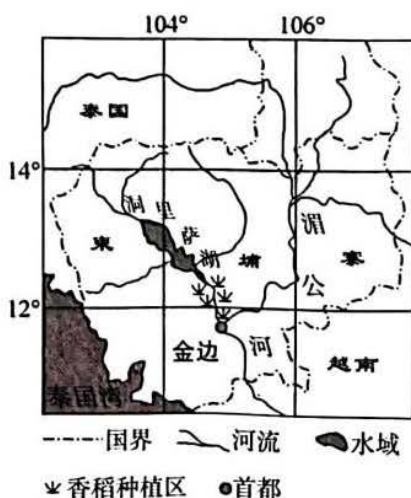 104° 106°
泰国
14°
洞里萨湖
湄公河
柬埔寨
12°
金边
越南
泰国湾
国界 河流 水域
香稻种植区 首都